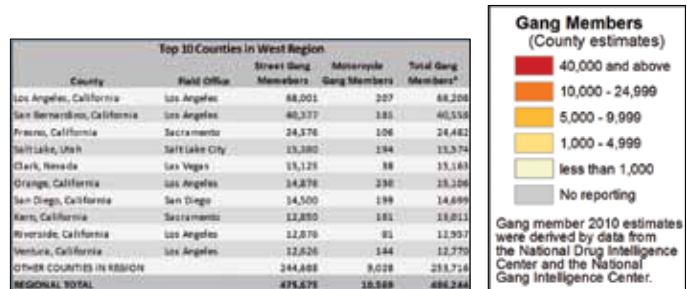 Top 10 Counties in West Region
County Field Office Street Gang Memebers Motorcycle Gang Members Total Gang Members*
Los Angeles, California Los Angeles 68,001 207 68,208
San Bernardino, California Los Angeles 40,377 181 40,558
Fresno, California Sacramento 24,376 106 24,482
Salt Lake, Utah Salt Lake City 15,380 194 15,574
Clark, Nevada Las Vegas 15,125 38 15,163
Orange, California Los Angeles 14,876 230 15,106
San Diego, California San Diego 14,500 199 14,699
Kern, California Sacramento 12,850 161 13,011
Riverside, California Los Angeles 12,876 81 12,957
Ventura, California Los Angeles 12,626 144 12,770
OTHER COUNTIES IN REGION 244,688 9,028 253,716
REGIONAL TOTAL 475,675 10,569 486,244
Gang Members
(County estimates)
40,000 and above
10,000 - 24,999
5,000 - 9,999
1,000 - 4,999
less than 1,000
No reporting
Gang member 2010 estimates
were derived by data from
the National Drug Intelligence
Center and the National
Gang Intelligence Center.